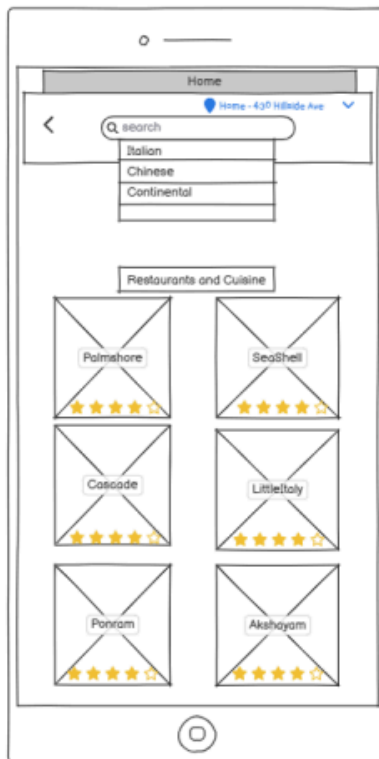 Home
Home - 430 Hillside Ave
search
Italian
Chinese
Continental
Restaurants and Cuisine
Palmshore
SeaShell
Cascade
LittleItaly
Ponram
Akshayam